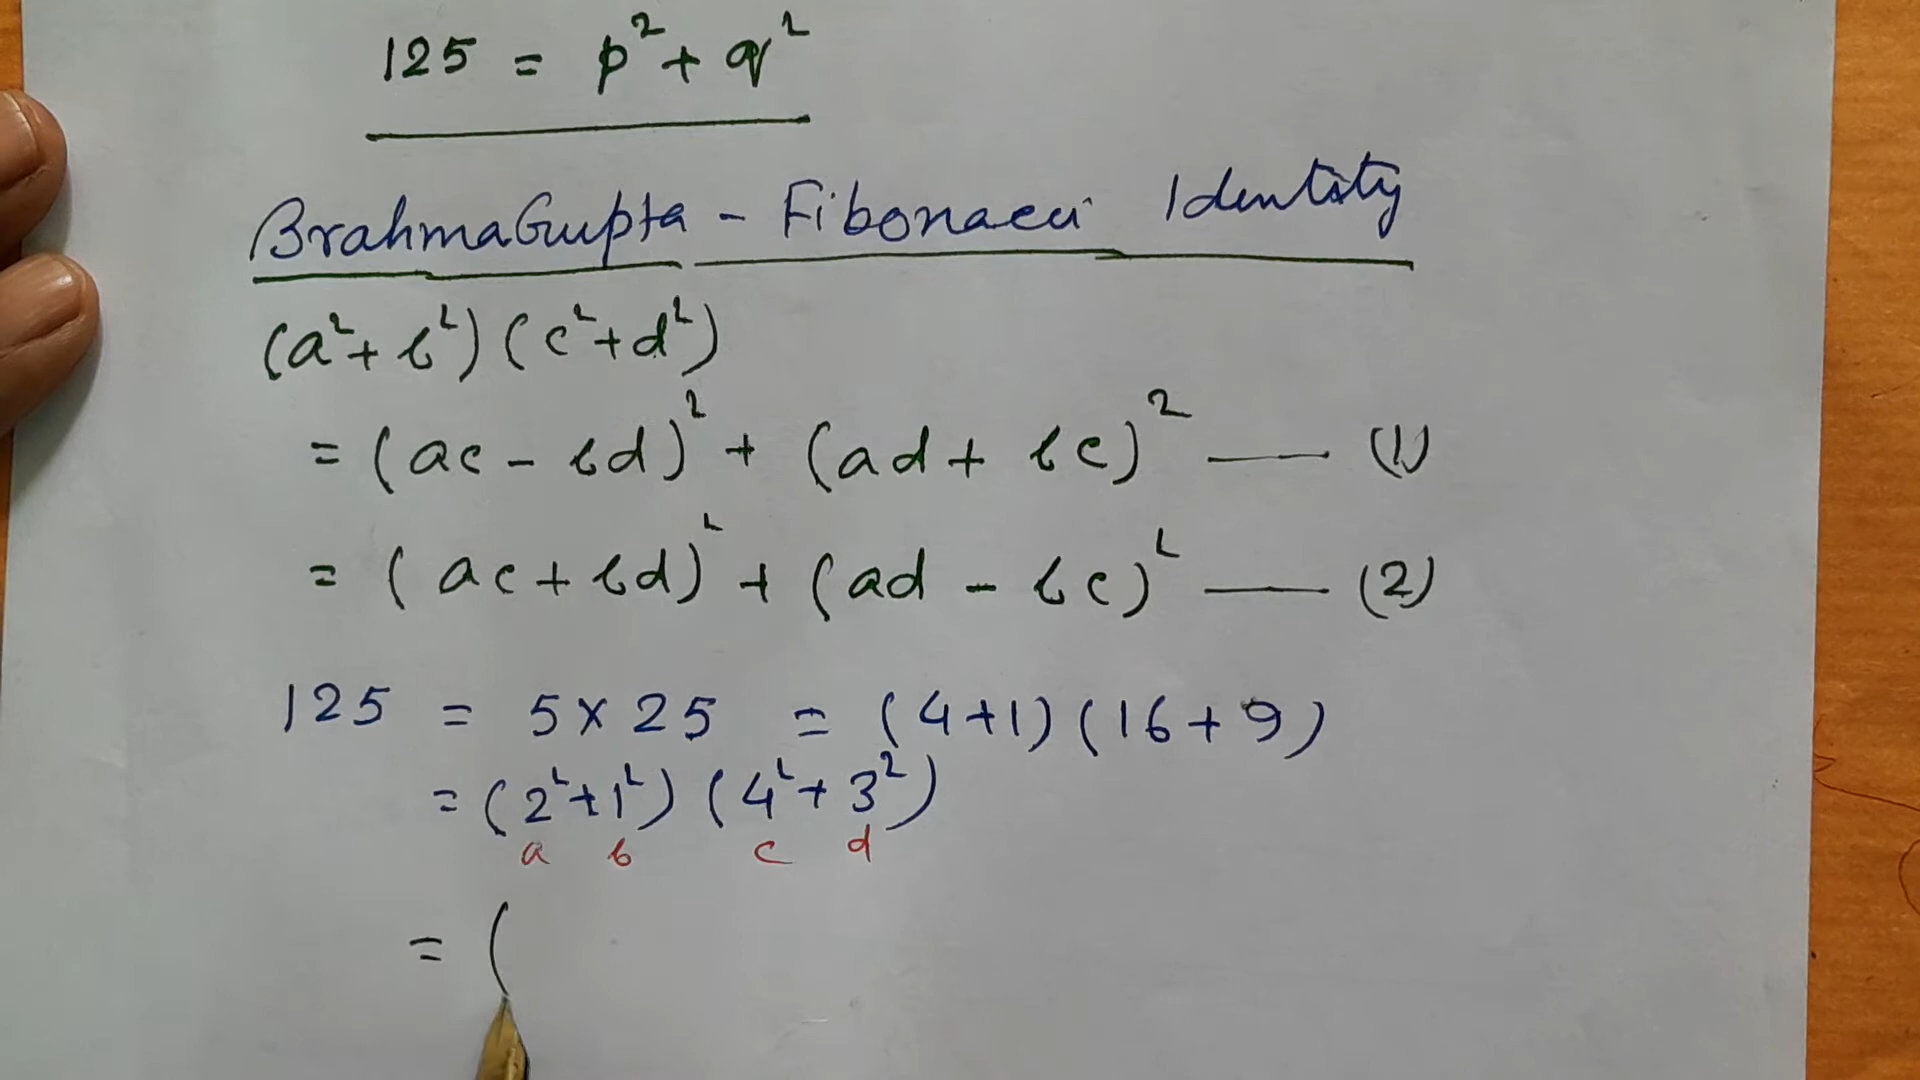 125 = p² + q²
BrahmaGupta - Fibonacci Identity
(a² + b²) (c² + d²)
= (ac - bd)² + (ad + bc)² —— (1)
= (ac + bd)² + (ad - bc)² —— (2)
125 = 5 × 25 = (4+1) (16+9)
= (2² + 1²) (4² + 3²)
a b c d
= (